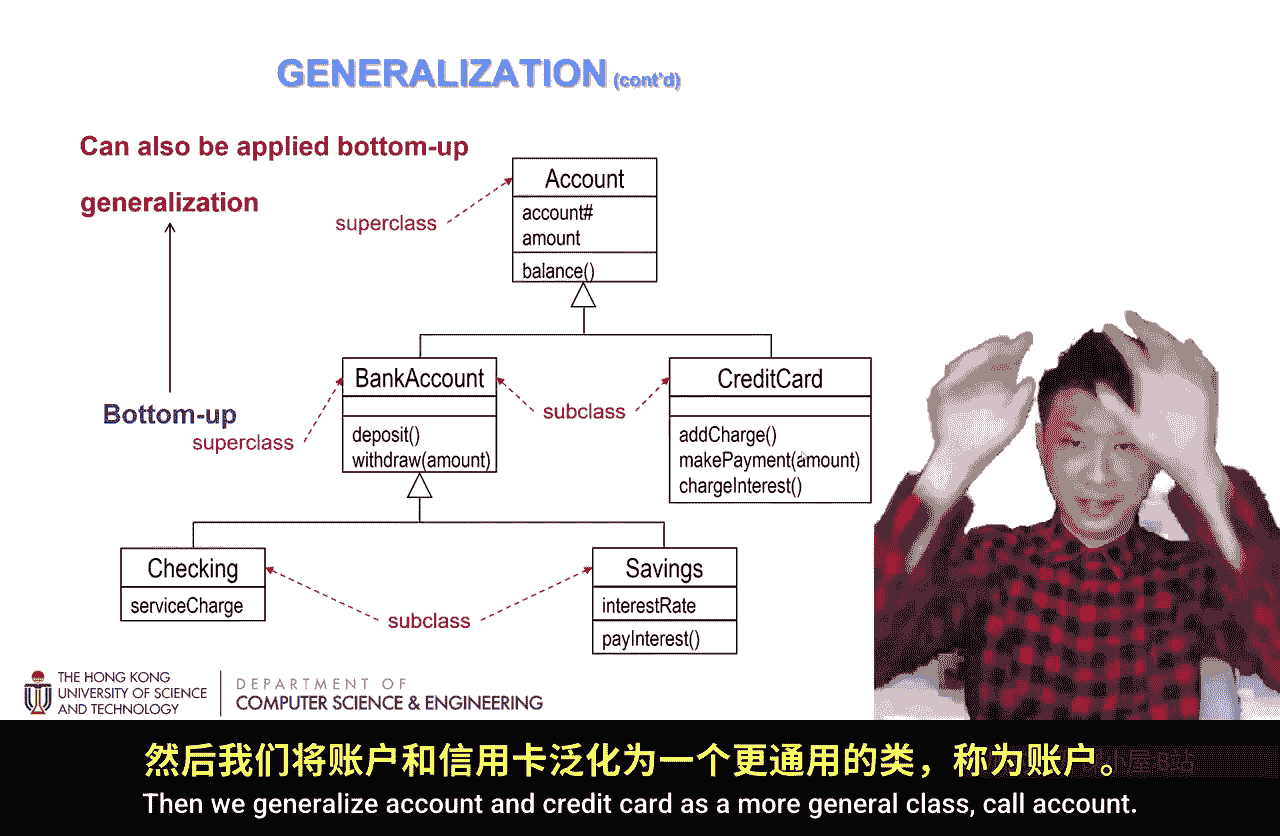 GENERALIZATION (cont'd)
Can also be applied bottom-up
generalization
Bottom-up
superclass
Account
account#
amount
balance()
superclass
BankAccount
deposit()
withdraw(amount)
subclass
CreditCard
addCharge()
makePayment(amount)
chargeInterest()
Checking
serviceCharge
subclass
Savings
interestRate
payInterest()
THE HONG KONG
UNIVERSITY OF SCIENCE
AND TECHNOLOGY
DEPARTMENT OF
COMPUTER SCIENCE & ENGINEERING
然后我们将账户和信用卡泛化为一个更通用的类，称为账户。
小屋 B站
Then we generalize account and credit card as a more general class, call account.